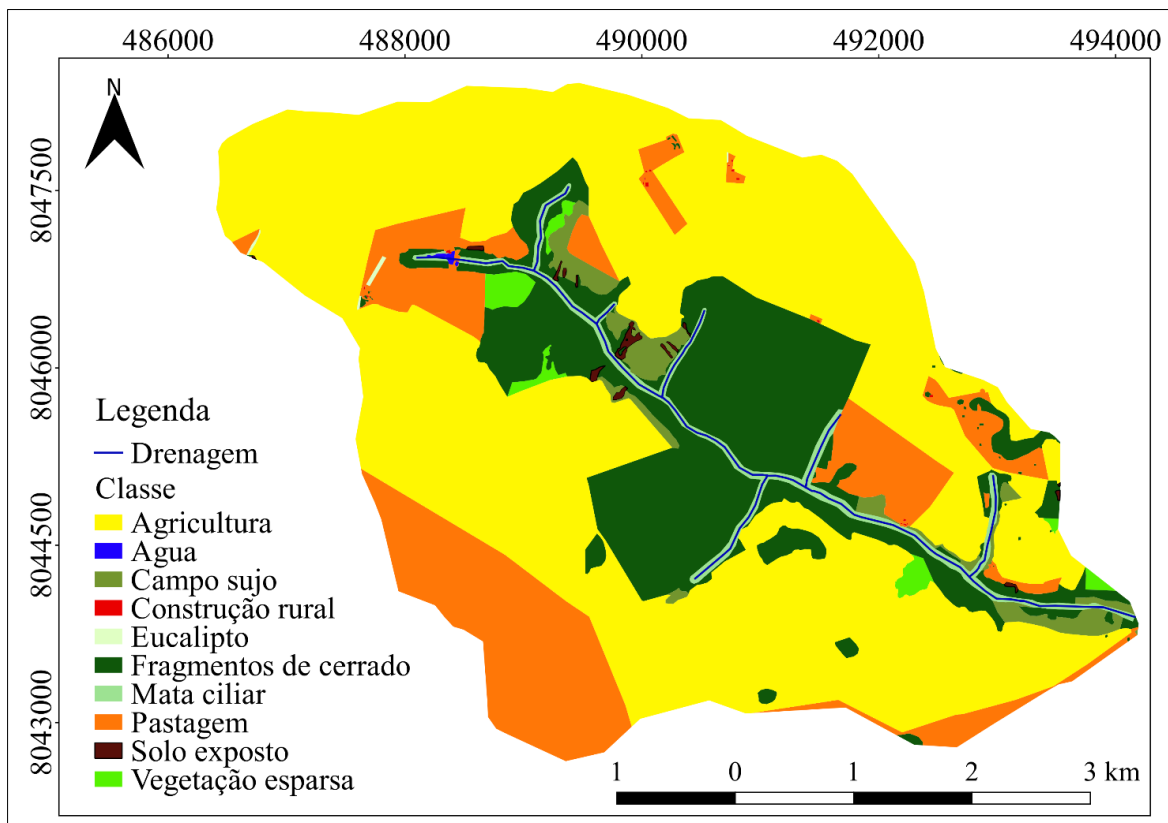 486000 488000 490000 492000 494000
N
8047500
8046000
8044500
8043000
Legenda
Drenagem
Classe
Agricultura
Agua
Campo sujo
Construção rural
Eucalipto
Fragmentos de cerrado
Mata ciliar
Pastagem
Solo exposto
Vegetação esparsa
1 0 1 2 3 km